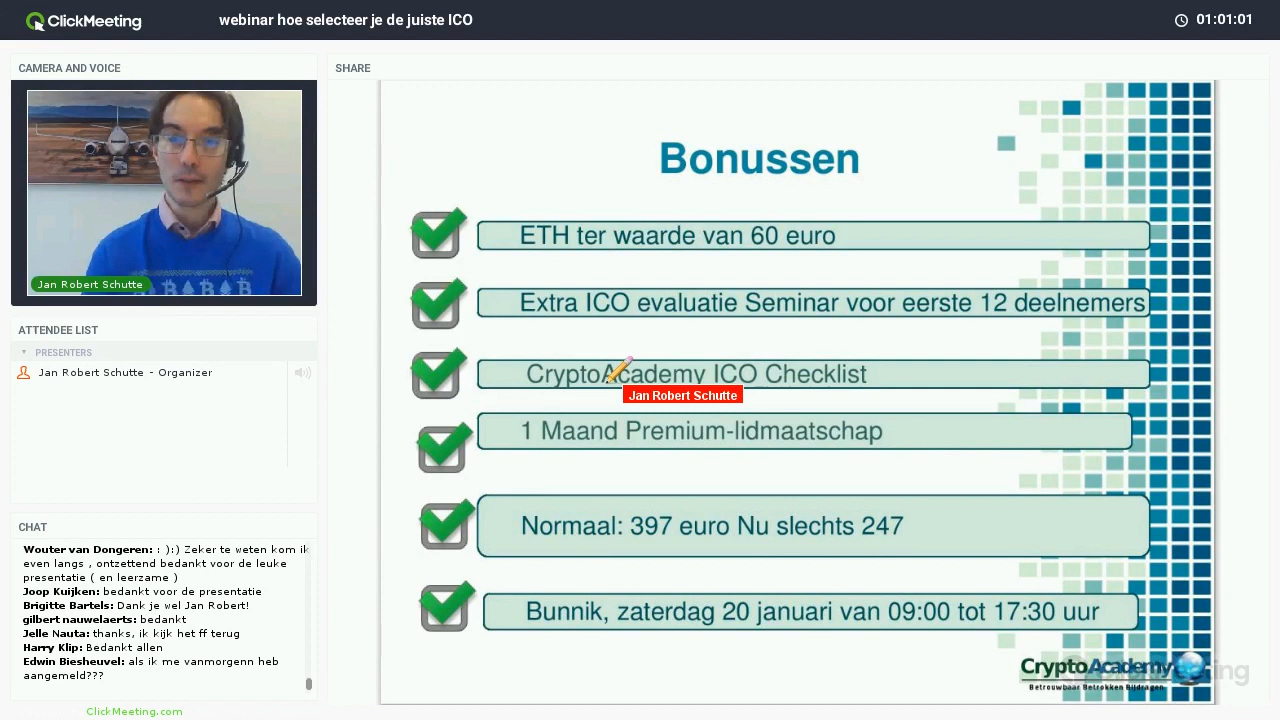 ClickMeeting
webinar hoe selecteer je de juiste ICO
01:01:01
CAMERA AND VOICE
Jan Robert Schutte
ATTENDEE LIST
PRESENTERS
Jan Robert Schutte - Organizer
CHAT
Wouter van Dongeren: : ):) Zeker te weten kom ik
even langs , ontzettend bedankt voor de leuke
presentatie ( en leerzame )
Joop Kuijken: bedankt voor de presentatie
Brigitte Bartels: Dank je wel Jan Robert!
gilbert nauwelaerts: bedankt
Jelle Nauta: thanks, ik kijk het ff terug
Harry Klip: Bedankt allen
Edwin Biesheuvel: als ik me vanmorgenn heb
aangemeld???
ClickMeeting.com
SHARE
Bonussen
ETH ter waarde van 60 euro
Extra ICO evaluatie Seminar voor eerste 12 deelnemers
CryptoAcademy ICO Checklist
Jan Robert Schutte
1 Maand Premium-lidmaatschap
Normaal: 397 euro Nu slechts 247
Bunnik, zaterdag 20 januari van 09:00 tot 17:30 uur
CryptoAcademy
Betrouwbaar Betrokken Bijdragen
ClickMeeting